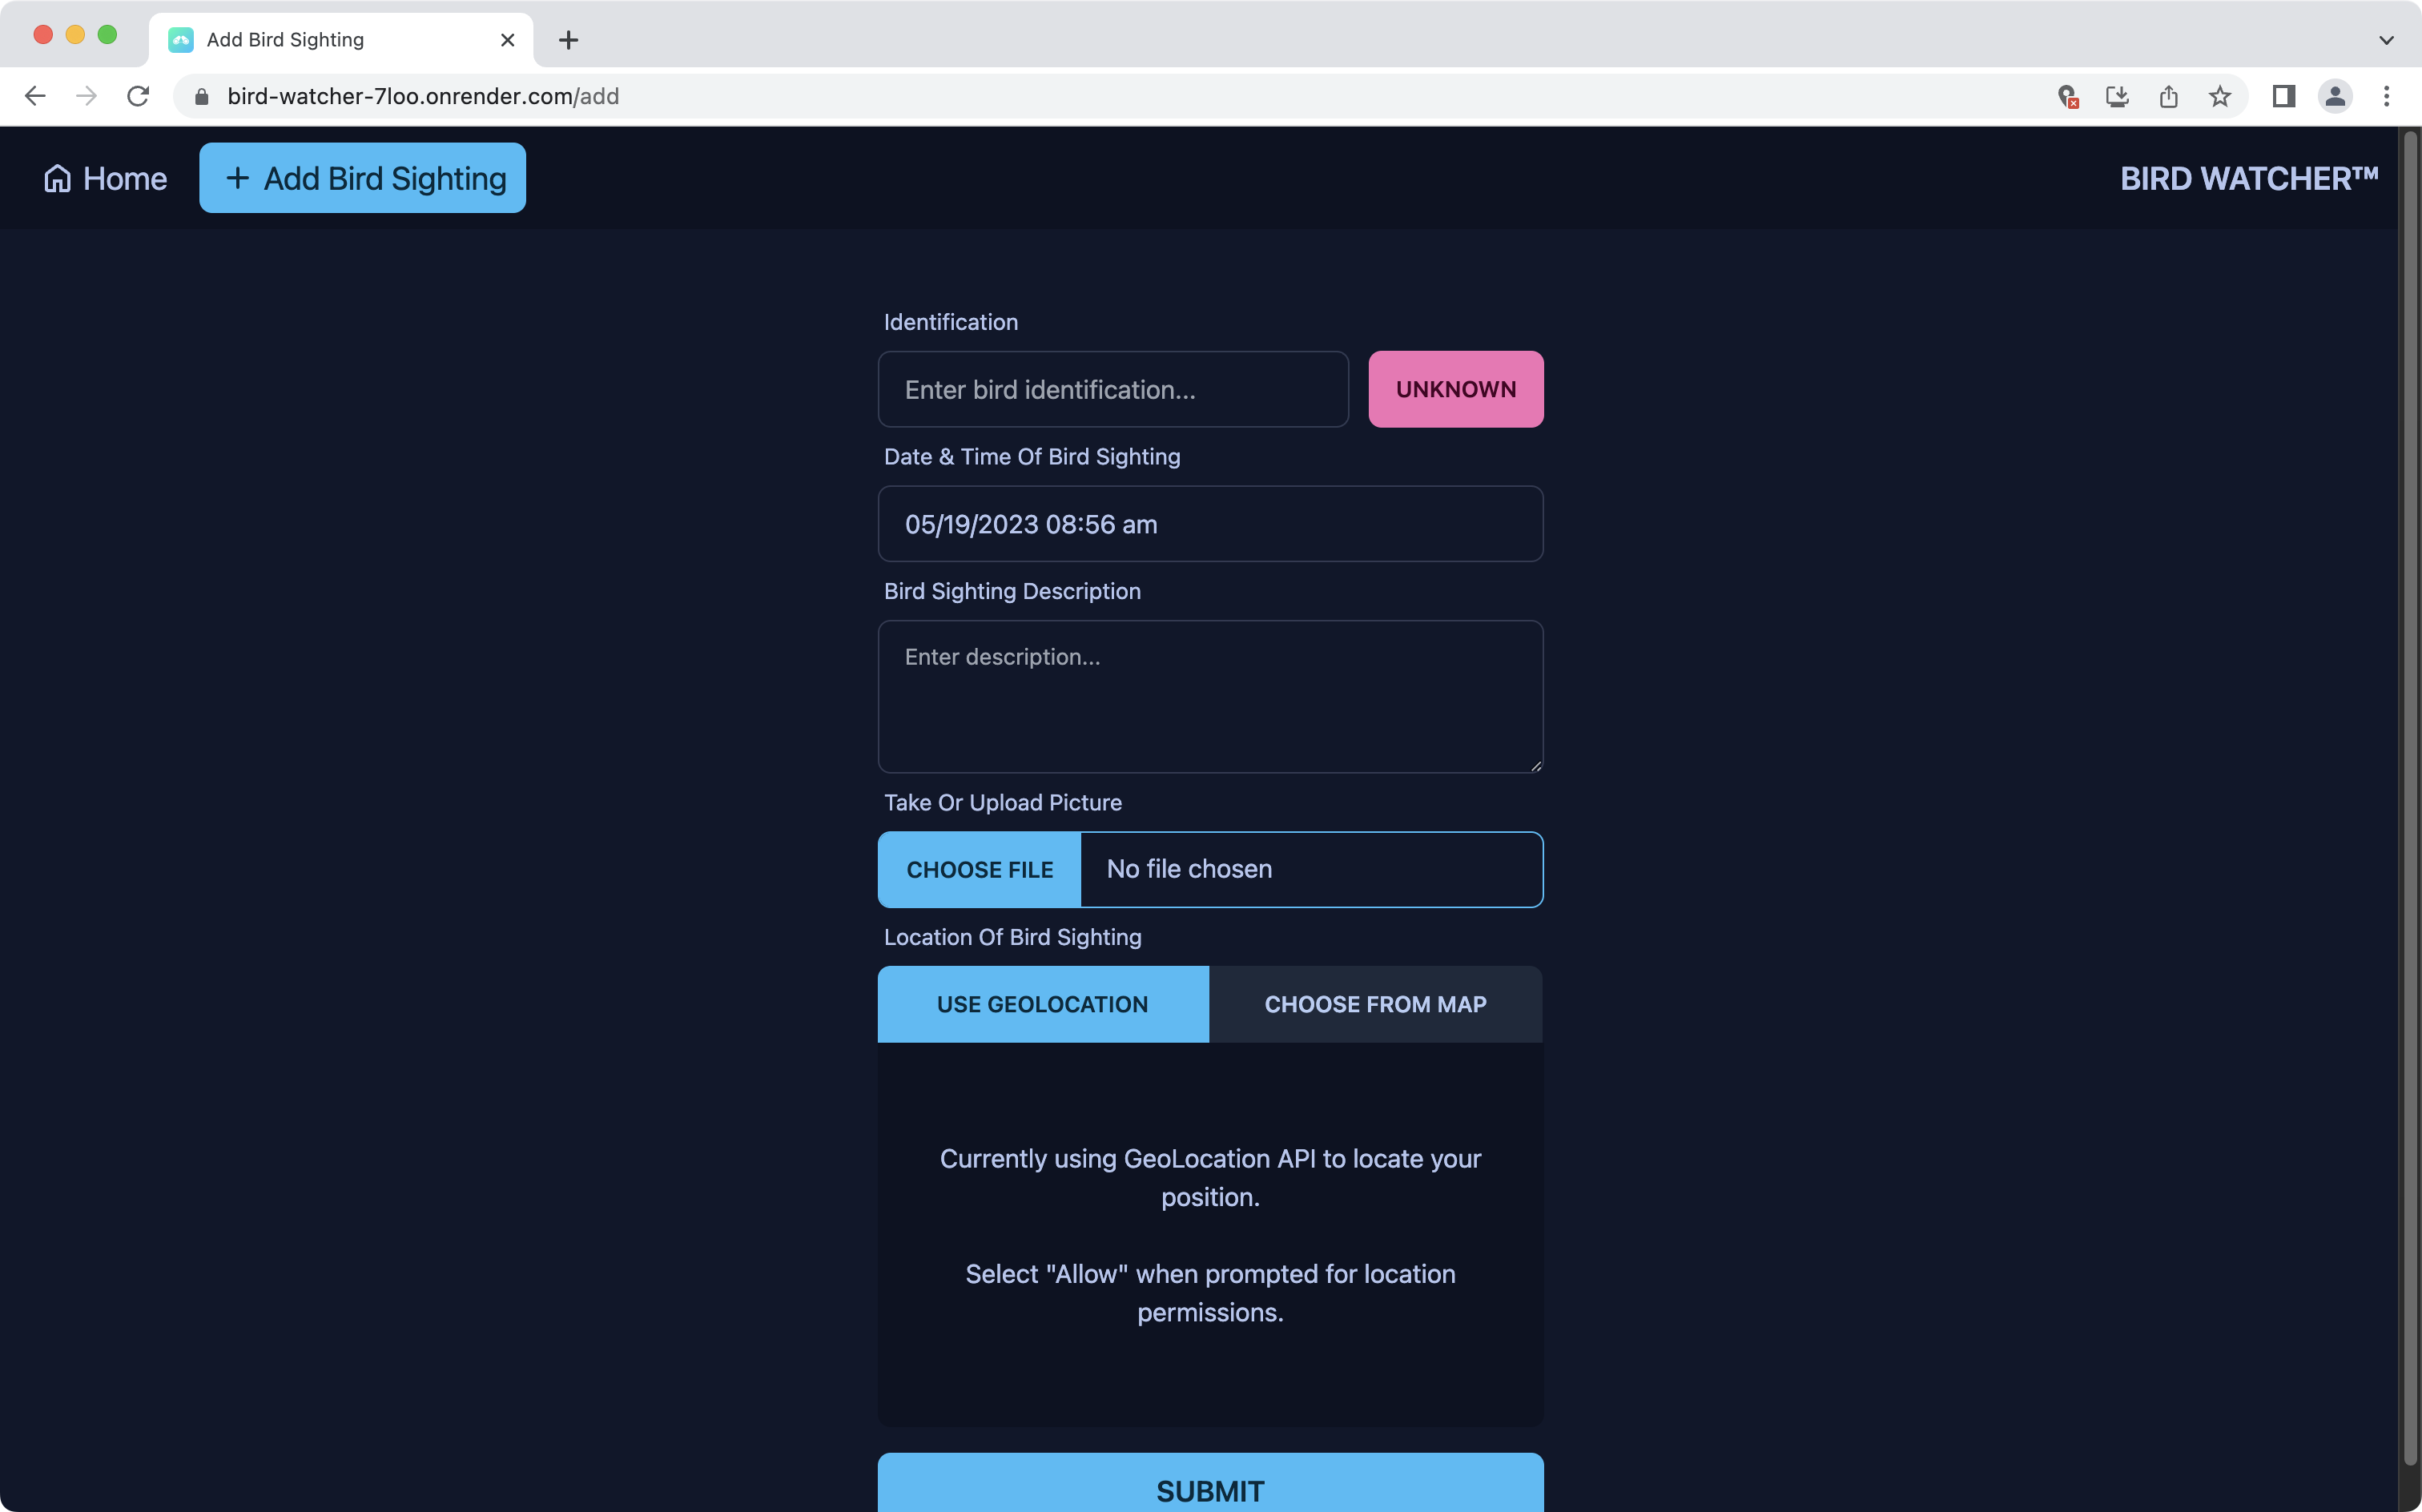 Add Bird Sighting
bird-watcher-7loo.onrender.com/add
Home
+ Add Bird Sighting
BIRD WATCHER™
Identification
Enter bird identification...
UNKNOWN
Date & Time Of Bird Sighting
05/19/2023 08:56 am
Bird Sighting Description
Enter description...
Take Or Upload Picture
CHOOSE FILE
No file chosen
Location Of Bird Sighting
USE GEOLOCATION
CHOOSE FROM MAP
Currently using GeoLocation API to locate your
position.
Select "Allow" when prompted for location
permissions.
SUBMIT